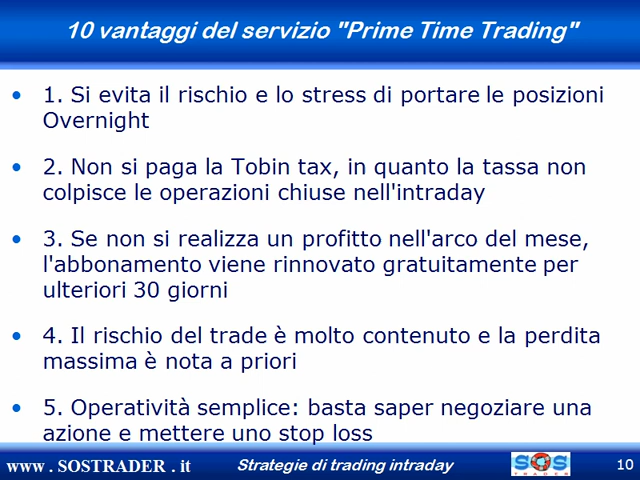 10 vantaggi del servizio "Prime Time Trading"
• 1. Si evita il rischio e lo stress di portare le posizioni
Overnight
• 2. Non si paga la Tobin tax, in quanto la tassa non
colpisce le operazioni chiuse nell'intraday
• 3. Se non si realizza un profitto nell'arco del mese,
l'abbonamento viene rinnovato gratuitamente per
ulteriori 30 giorni
• 4. Il rischio del trade è molto contenuto e la perdita
massima è nota a priori
• 5. Operatività semplice: basta saper negoziare una
azione e mettere uno stop loss
www . SOSTRADER . it
Strategie di trading intraday
SOS
TRADER
10